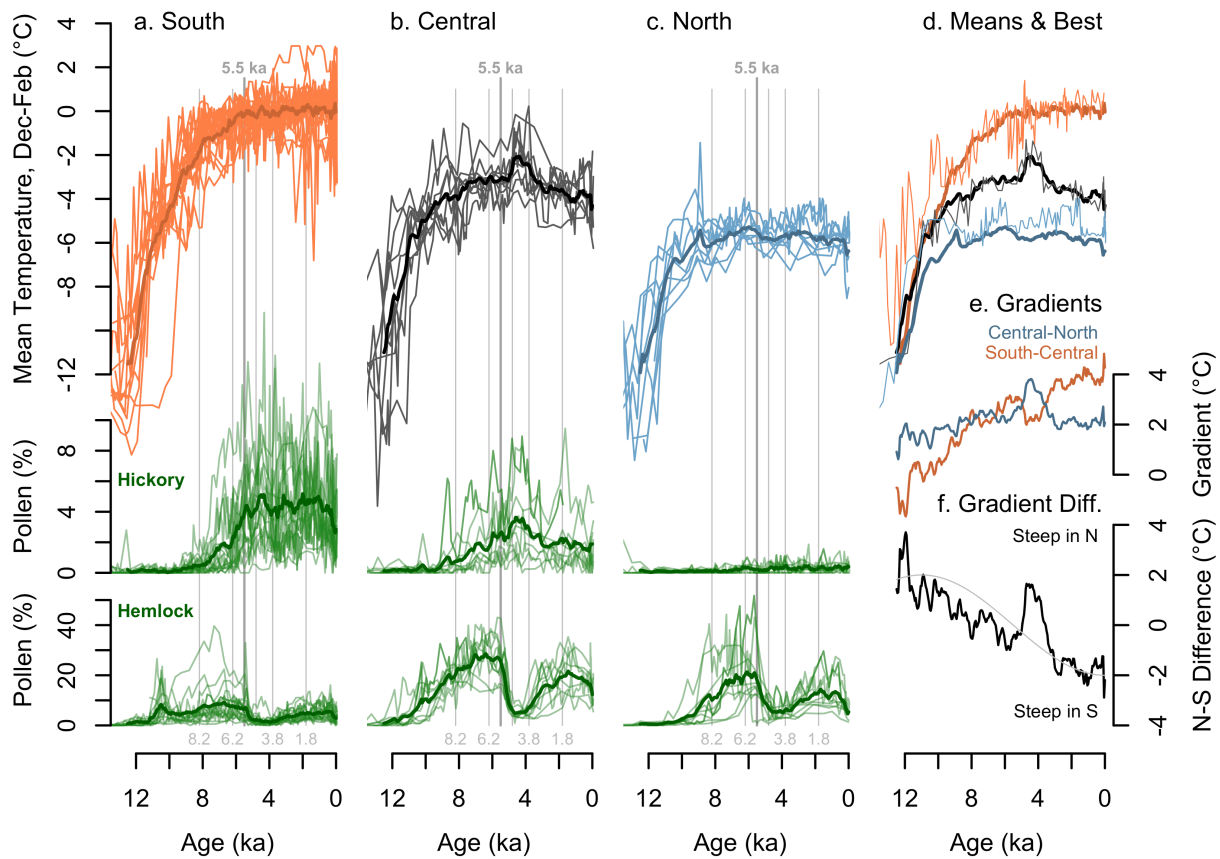 a. South
b. Central
c. North
d. Means & Best
Mean Temperature, Dec-Feb (°C)
4
2
0
-2
-4
-6
-8
-12
5.5 ka
5.5 ka
5.5 ka
e. Gradients
Central-North
South-Central
Gradient (°C)
4
2
0
Pollen (%)
8
4
0
Hickory
f. Gradient Diff.
Steep in N
Steep in S
N-S Difference (°C)
4
2
0
-2
-4
Pollen (%)
40
20
0
Hemlock
8.2 6.2 3.8 1.8
8.2 6.2 3.8 1.8
8.2 6.2 3.8 1.8
12 8 4 0
12 8 4 0
12 8 4 0
12 8 4 0
Age (ka)
Age (ka)
Age (ka)
Age (ka)